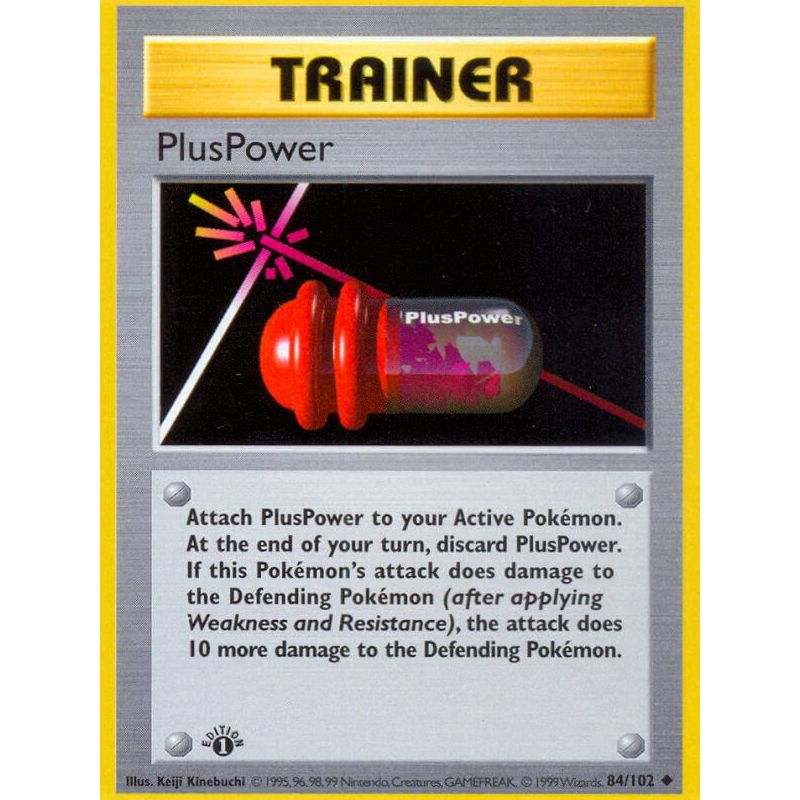 TRAINER
PlusPower
PlusPower
Attach PlusPower to your Active Pokémon.
At the end of your turn, discard PlusPower.
If this Pokémon's attack does damage to
the Defending Pokémon (after applying
Weakness and Resistance), the attack does
10 more damage to the Defending Pokémon.
EDITION
1
Illus. Keiji Kinebuchi © 1995, 96, 98, 99 Nintendo, Creatures, GAMEFREAK. © 1999 Wizards. 84/102 ◆